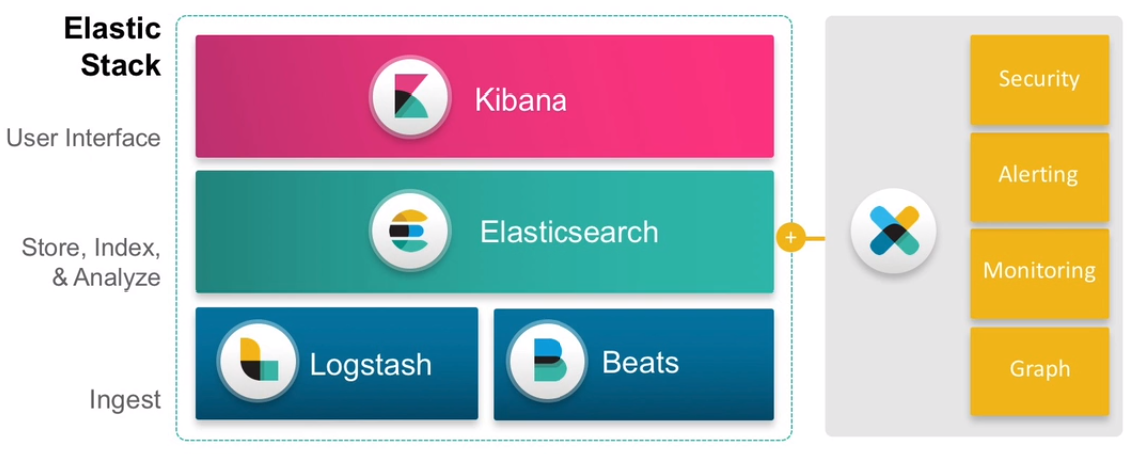 Elastic
Stack
User Interface
Kibana
Store, Index,
& Analyze
Elasticsearch
Ingest
Logstash
Beats
+
Security
Alerting
Monitoring
Graph